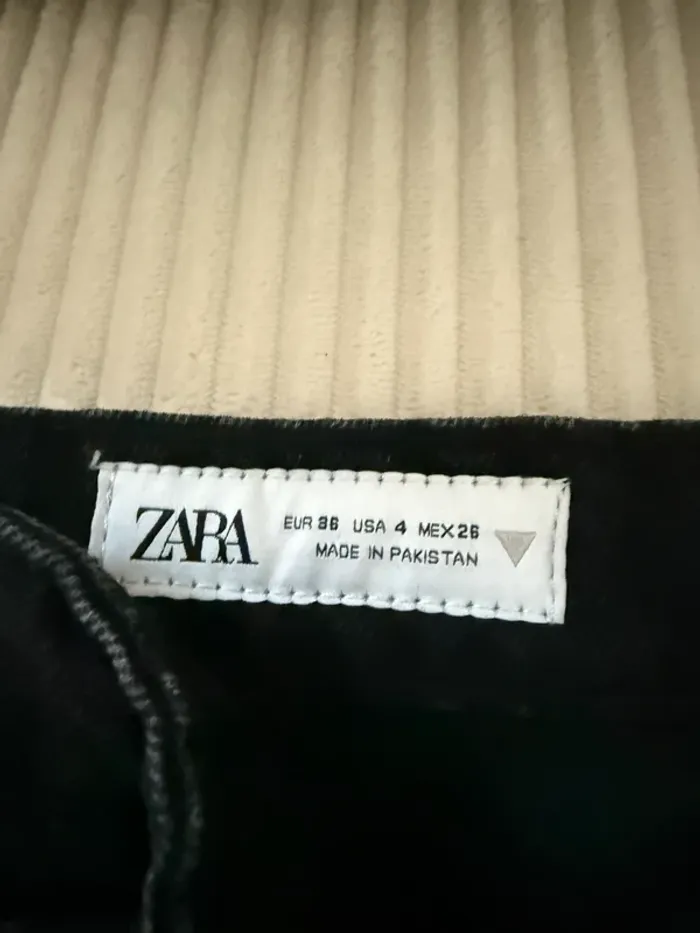 ZARA
EUR 36 USA 4 MEX 26
MADE IN PAKISTAN